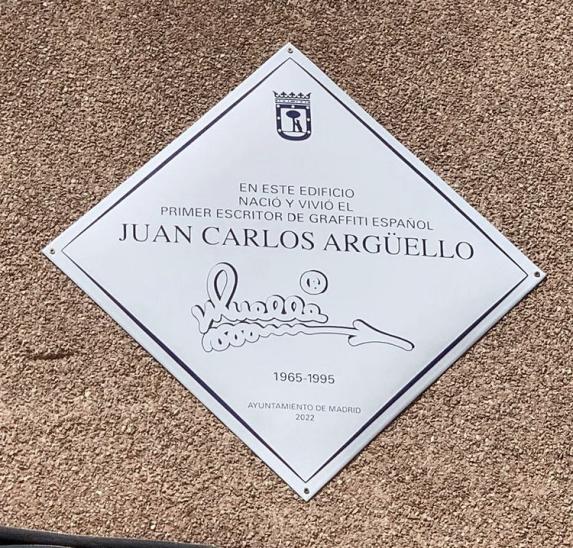 EN ESTE EDIFICIO
NACIÓ Y VIVIÓ EL
PRIMER ESCRITOR DE GRAFFITI ESPAÑOL
JUAN CARLOS ARGÜELLO
Muelle
1965-1995
AYUNTAMIENTO DE MADRID
2022